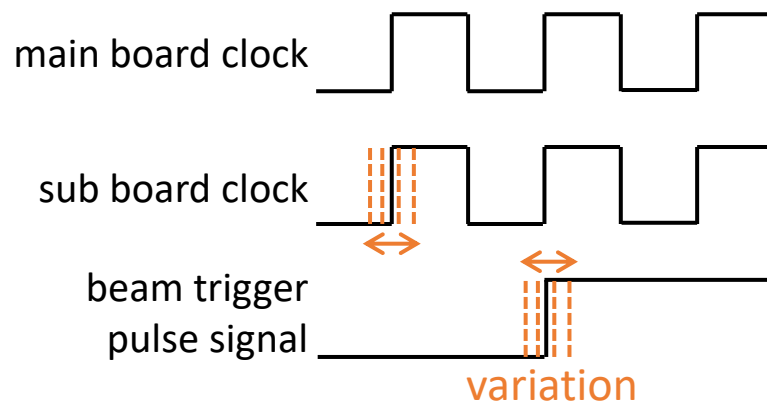 main board clock
sub board clock
beam trigger
pulse signal
variation